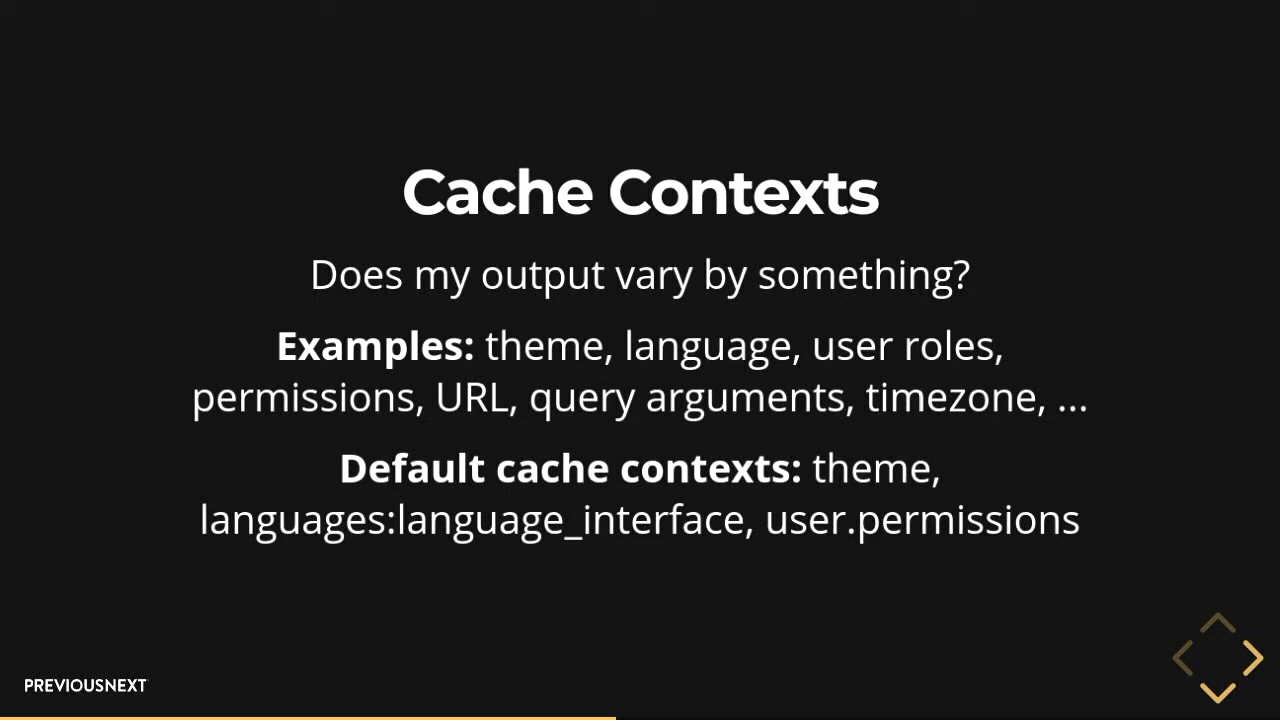 Cache Contexts
Does my output vary by something?
Examples: theme, language, user roles,
permissions, URL, query arguments, timezone, ...
Default cache contexts: theme,
languages:language_interface, user.permissions
PREVIOUSNEXT